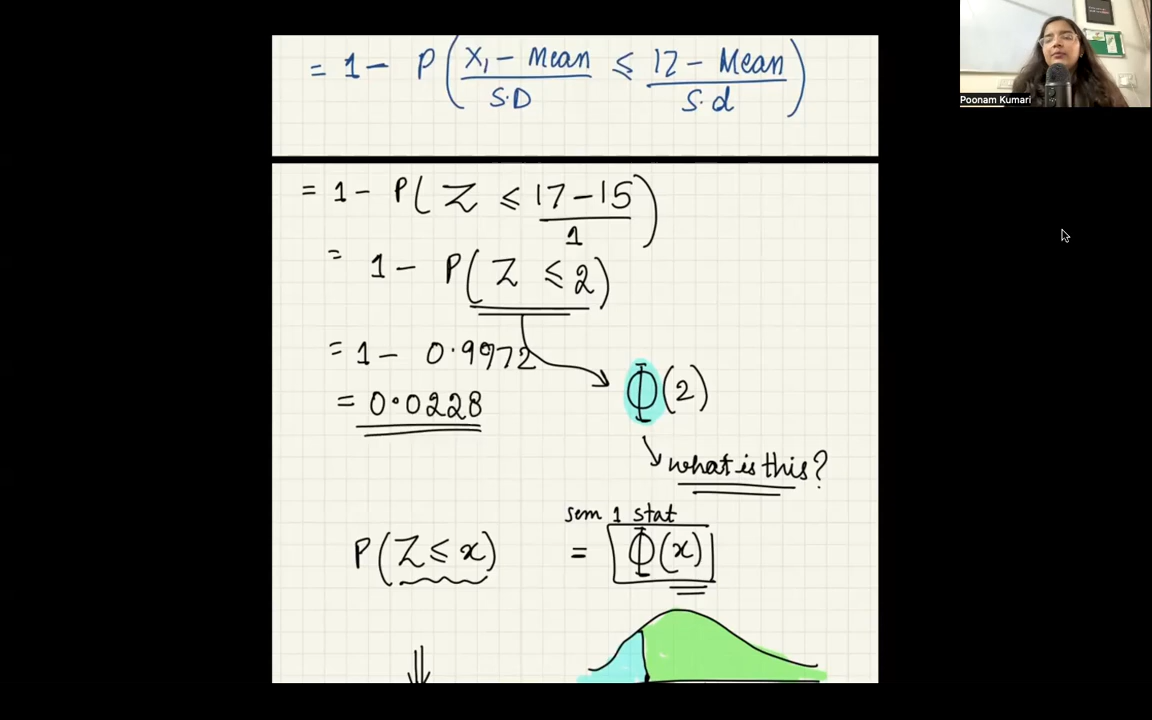 = 1 - P( X₁ - Mean / S.D ≤ 17 - Mean / S.d )
= 1 - P( Z ≤ 17 - 15 / 1 )
= 1 - P( Z ≤ 2 )
= 1 - 0.9972
= 0.0228
Φ(2)
what is this?
sem 1 stat
P(Z ≤ x) = Φ(x)
Poonam Kumari